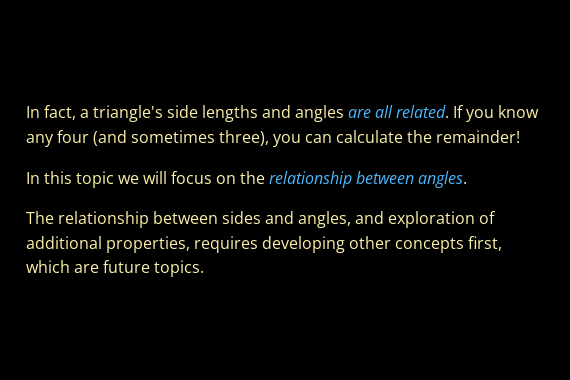 In fact, a triangle's side lengths and angles are all related. If you know
any four (and sometimes three), you can calculate the remainder!
In this topic we will focus on the relationship between angles.
The relationship between sides and angles, and exploration of
additional properties, requires developing other concepts first,
which are future topics.